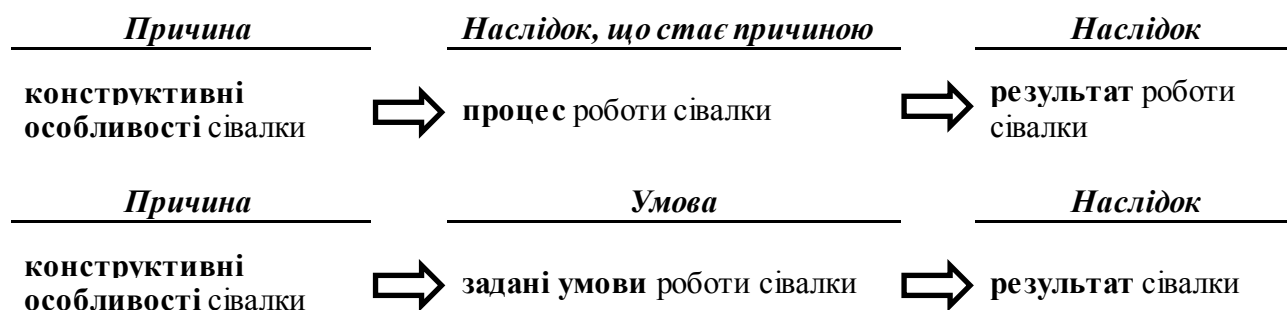 Причина Наслідок, що стає причиною Наслідок
конструктивні
особливості сівалки
процес роботи сівалки
результат роботи
сівалки
Причина Умова Наслідок
конструктивні
особливості сівалки
задані умови роботи сівалки
результат сівалки